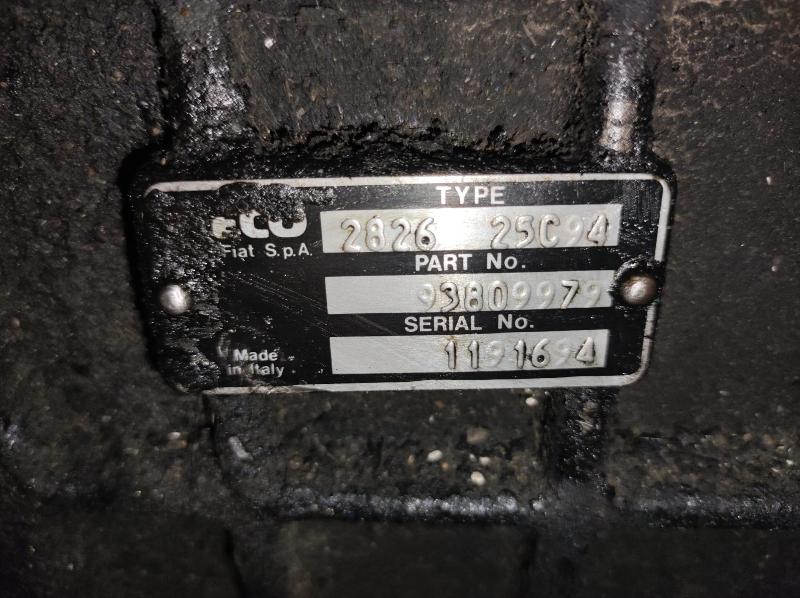 TYPE
Fiat S.p.A. 2826 25C94
PART No.
93809979
SERIAL No.
Made 1191694
in Italy